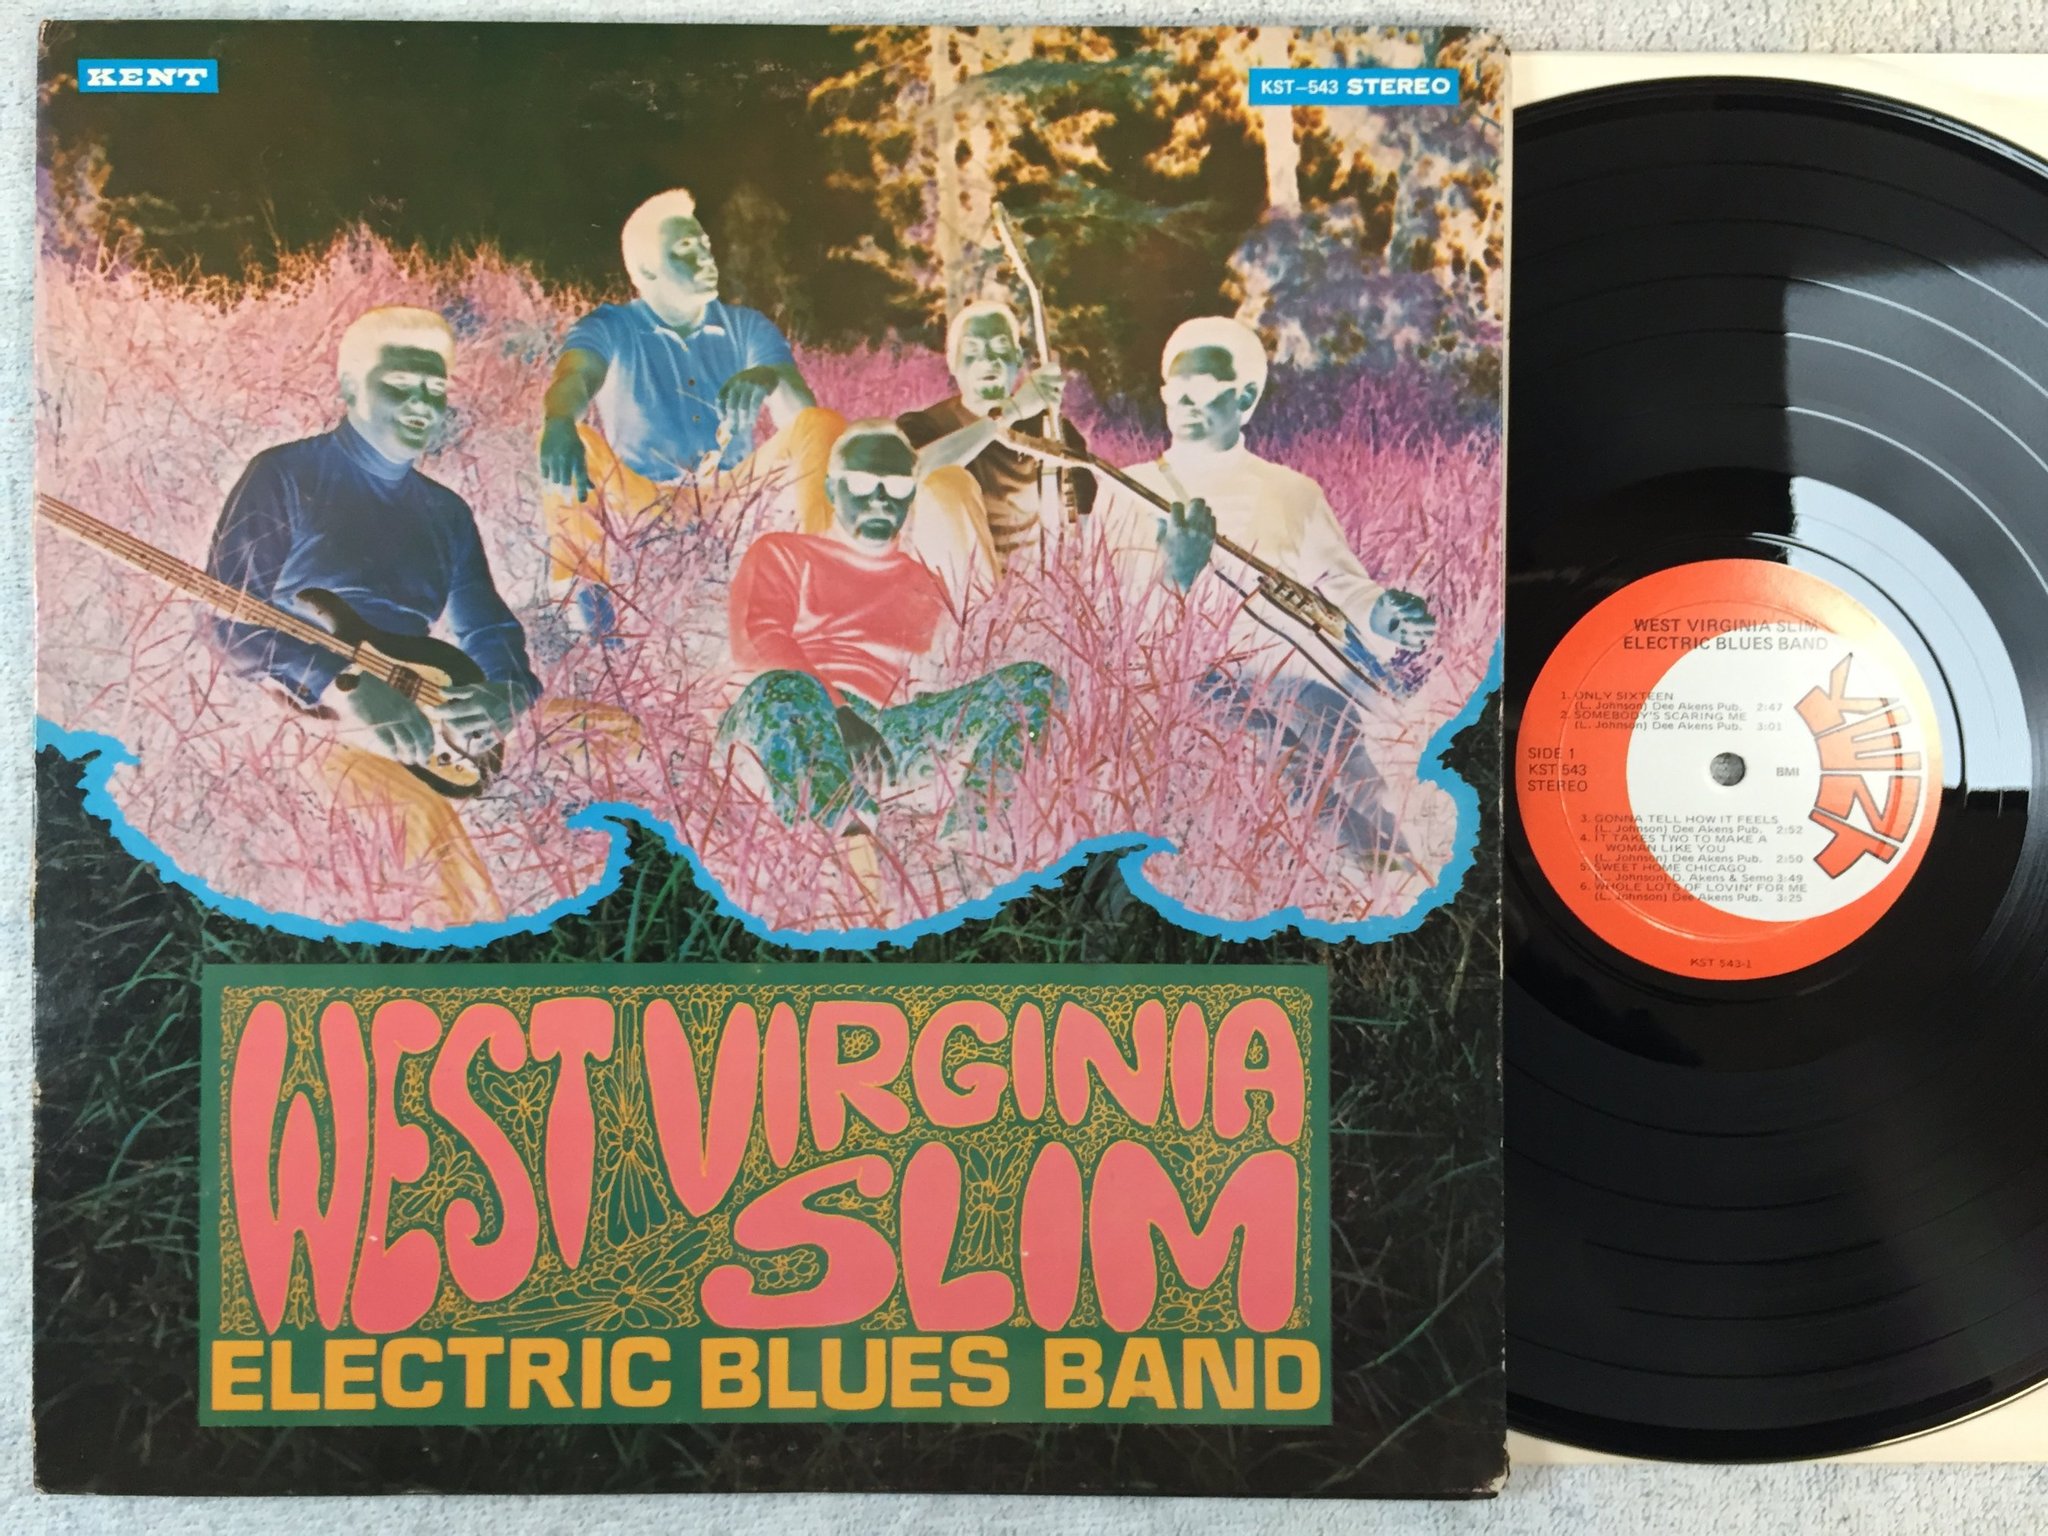 KENT
KST-543 STEREO
WEST VIRGINIA
SLIM
ELECTRIC BLUES BAND
WEST VIRGINIA SLIM
ELECTRIC BLUES BAND
1. ONLY SIXTEEN
(L. Johnson) Dee Akens Pub. 2:47
2. SOMEBODY'S SCARING ME
(L. Johnson) Dee Akens Pub. 3:01
SIDE 1
KST 543
STEREO
BMI
KENT
3. GONNA TELL HOW IT FEELS
(L. Johnson) Dee Akens Pub. 2:52
4. IT TAKES TWO TO MAKE A
WOMAN LIKE YOU
(L. Johnson) Dee Akens Pub. 2:50
5. SWEET HOME CHICAGO
(L. Johnson) D. Akens & Semo 3:49
6. WHOLE LOTS OF LOVIN' FOR ME
(L. Johnson) Dee Akens Pub. 3:25
KST 543-1